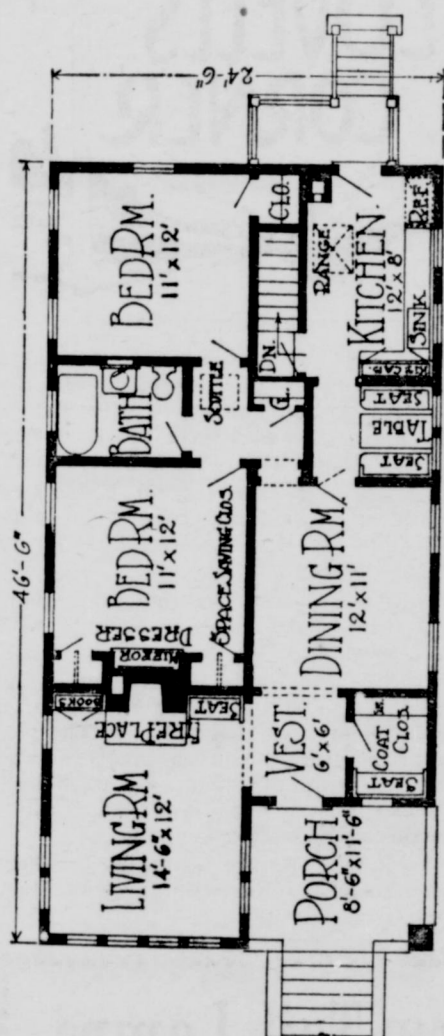 24'-6"
46'-6"
BED RM.
11' x 12'
CLO.
RANGE
KITCHEN.
12' x 8'
REF.
SINK
DN.
BATH
SCUTTLE
CL.
SEAT
TABLE
SEAT
BED RM.
11' x 12'
SPACE SAVING CLOS.
DRESSER
MIRROR
DINING RM.
12' x 11'
BOOKS
FIREPLACE
SEAT
LIVING RM
14'-6" x 12'
VEST.
6' x 6'
COAT CLOS.
SEAT
PORCH
8'-6" x 11'-6"